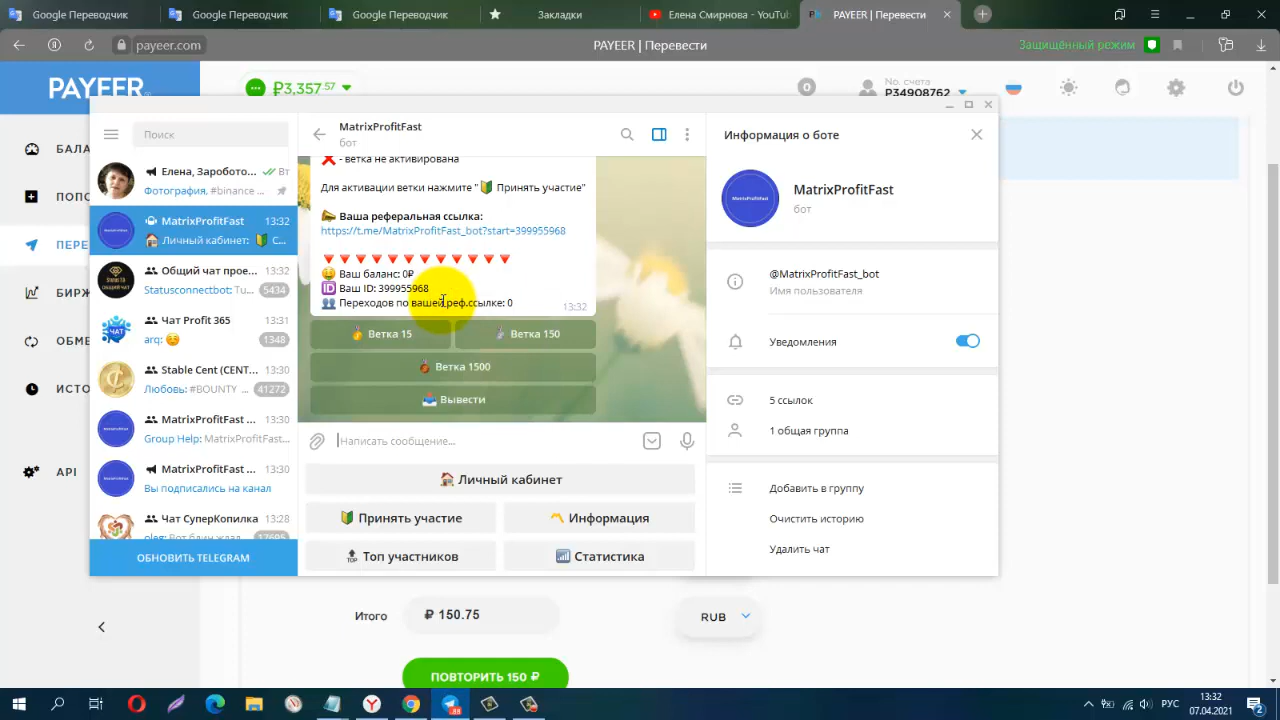 Google Переводчик
Google Переводчик
Google Переводчик
Закладки
Елена Смирнова - YouTub
PAYEER | Перевести
payeer.com
PAYEER | Перевести
Защищённый режим
PAYEER
₽3,357.57
No. счета
P34908762
БАЛА
ПОПО
ПЕРЕ
БИРЖ
ОБМЕ
ИСТО
API
Поиск
Елена, Заработо...
Вт
Фотография, #binance ...
MatrixProfitFast
13:32
Личный кабинет: С...
Общий чат прое...
13:32
Statusconnectbot: Tu...
5434
Чат Profit 365
13:31
arq:
1348
Stable Cent (CENT...
13:30
Любовь: #BOUNTY ...
41272
MatrixProfitFast ...
13:30
Group Help: MatrixProfitFast...
MatrixProfitFast ...
13:30
Вы подписались на канал
Чат СуперКопилка
13:28
17695
ОБНОВИТЬ TELEGRAM
MatrixProfitFast
бот
- ветка не активирована
Для активации ветки нажмите " Принять участие"
Ваша реферальная ссылка:
https://t.me/MatrixProfitFast_bot?start=399955968
Ваш баланс: 0₽
ID Ваш ID: 399955968
Переходов по вашей реф.ссылке: 0
13:32
Ветка 15
Ветка 150
Ветка 1500
Вывести
Написать сообщение...
Личный кабинет
Принять участие
Информация
TOP Топ участников
Статистика
Информация о боте
MatrixProfitFast
MatrixProfitFast
бот
@MatrixProfitFast_bot
Имя пользователя
Уведомления
5 ссылок
1 общая группа
Добавить в группу
Очистить историю
Удалить чат
Итого
₽ 150.75
RUB
ПОВТОРИТЬ 150 ₽
РУС
13:32
07.04.2021
2